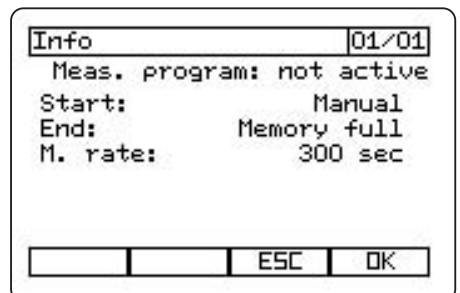 Info 01/01
Meas. program: not active
Start: Manual
End: Memory full
M. rate: 300 sec
ESC OK